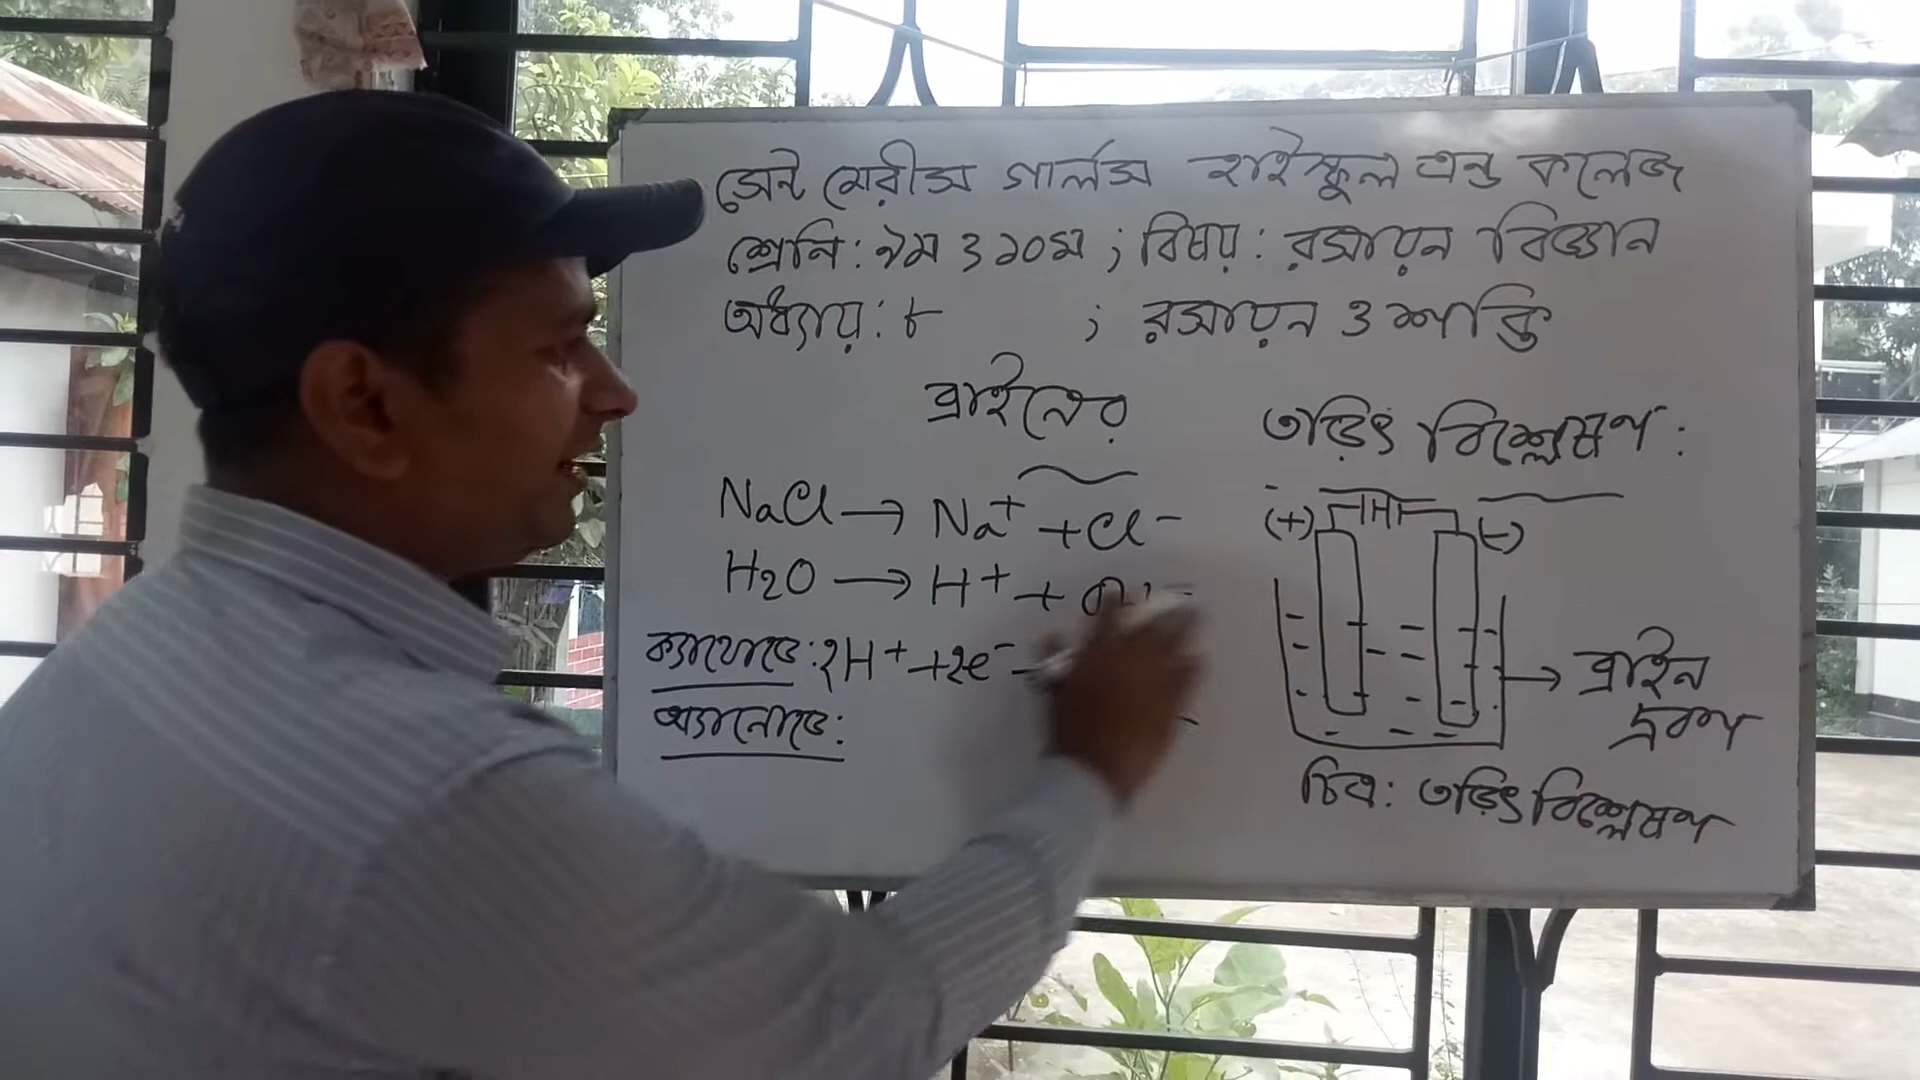 সেন্ট মেরীস গার্লস হাইস্কুল এন্ড কলেজ
শ্রেনি: ৯ম ও ১০ম ; বিষয়: রসায়ন বিজ্ঞান
অধ্যায়: ৮ ; রসায়ন ও শক্তি
ব্রাইনের তড়িৎ বিশ্লেষণ:
NaCl → Na⁺ + Cl⁻
H2O → H⁺ +
ক্যাথোডে: 2H⁺ + 2e⁻
অ্যানোডে:
(+) (-)
ব্রাইন
দ্রবণ
চিত্র: তড়িৎ বিশ্লেষণ